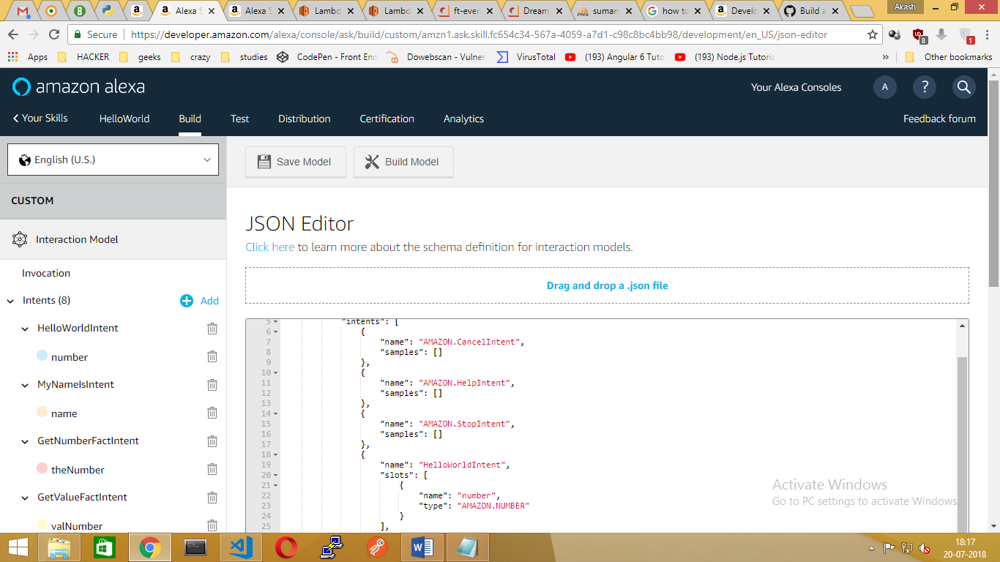 Alexa S
Alexa S
Lambd
Lambd
ft-ever
Dream
suman
how to
Develo
Build a
Akash
Secure
https://developer.amazon.com/alexa/console/ask/build/custom/amzn1.ask.skill.fc654c34-567a-4059-a7d1-c98c8bc4bb98/development/en_US/json-editor
8
1
Apps
HACKER
geeks
crazy
studies
CodePen - Front End
Dowebscan - Vulnera
VirusTotal
(193) Angular 6 Tuto
(193) Node.js Tutoria
»
Other bookmarks
amazon alexa
Your Alexa Consoles
A
?
Your Skills
HelloWorld
Build
Test
Distribution
Certification
Analytics
Feedback forum
English (U.S.)
Save Model
Build Model
CUSTOM
Interaction Model
Invocation
Intents (8)
Add
HelloWorldIntent
number
MyNameIsIntent
name
GetNumberFactIntent
theNumber
GetValueFactIntent
valNumber
JSON Editor
Click here to learn more about the schema definition for interaction models.
Drag and drop a .json file
5 "intents": [
6 {
7 "name": "AMAZON.CancelIntent",
8 "samples": []
9 },
10 {
11 "name": "AMAZON.HelpIntent",
12 "samples": []
13 },
14 {
15 "name": "AMAZON.StopIntent",
16 "samples": []
17 },
18 {
19 "name": "HelloWorldIntent",
20 "slots": [
21 {
22 "name": "number",
23 "type": "AMAZON.NUMBER"
24 }
25 ],
Activate Windows
Go to PC settings to activate Windows.
18:17
20-07-2018